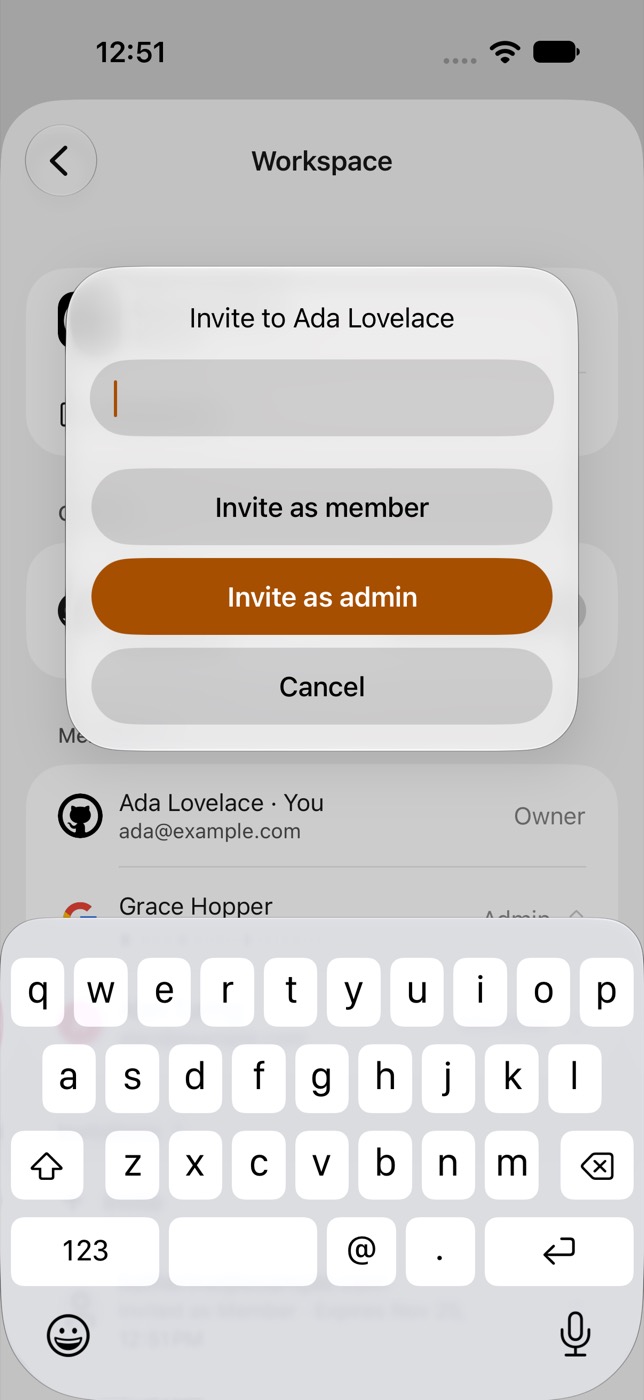 12:51
Workspace
Invite to Ada Lovelace
Invite as member
Invite as admin
Cancel
Ada Lovelace · You
Owner
ada@example.com
Grace Hopper
Admin
q w e r t y u i o p
a s d f g h j k l
z x c v b n m
123 @ .